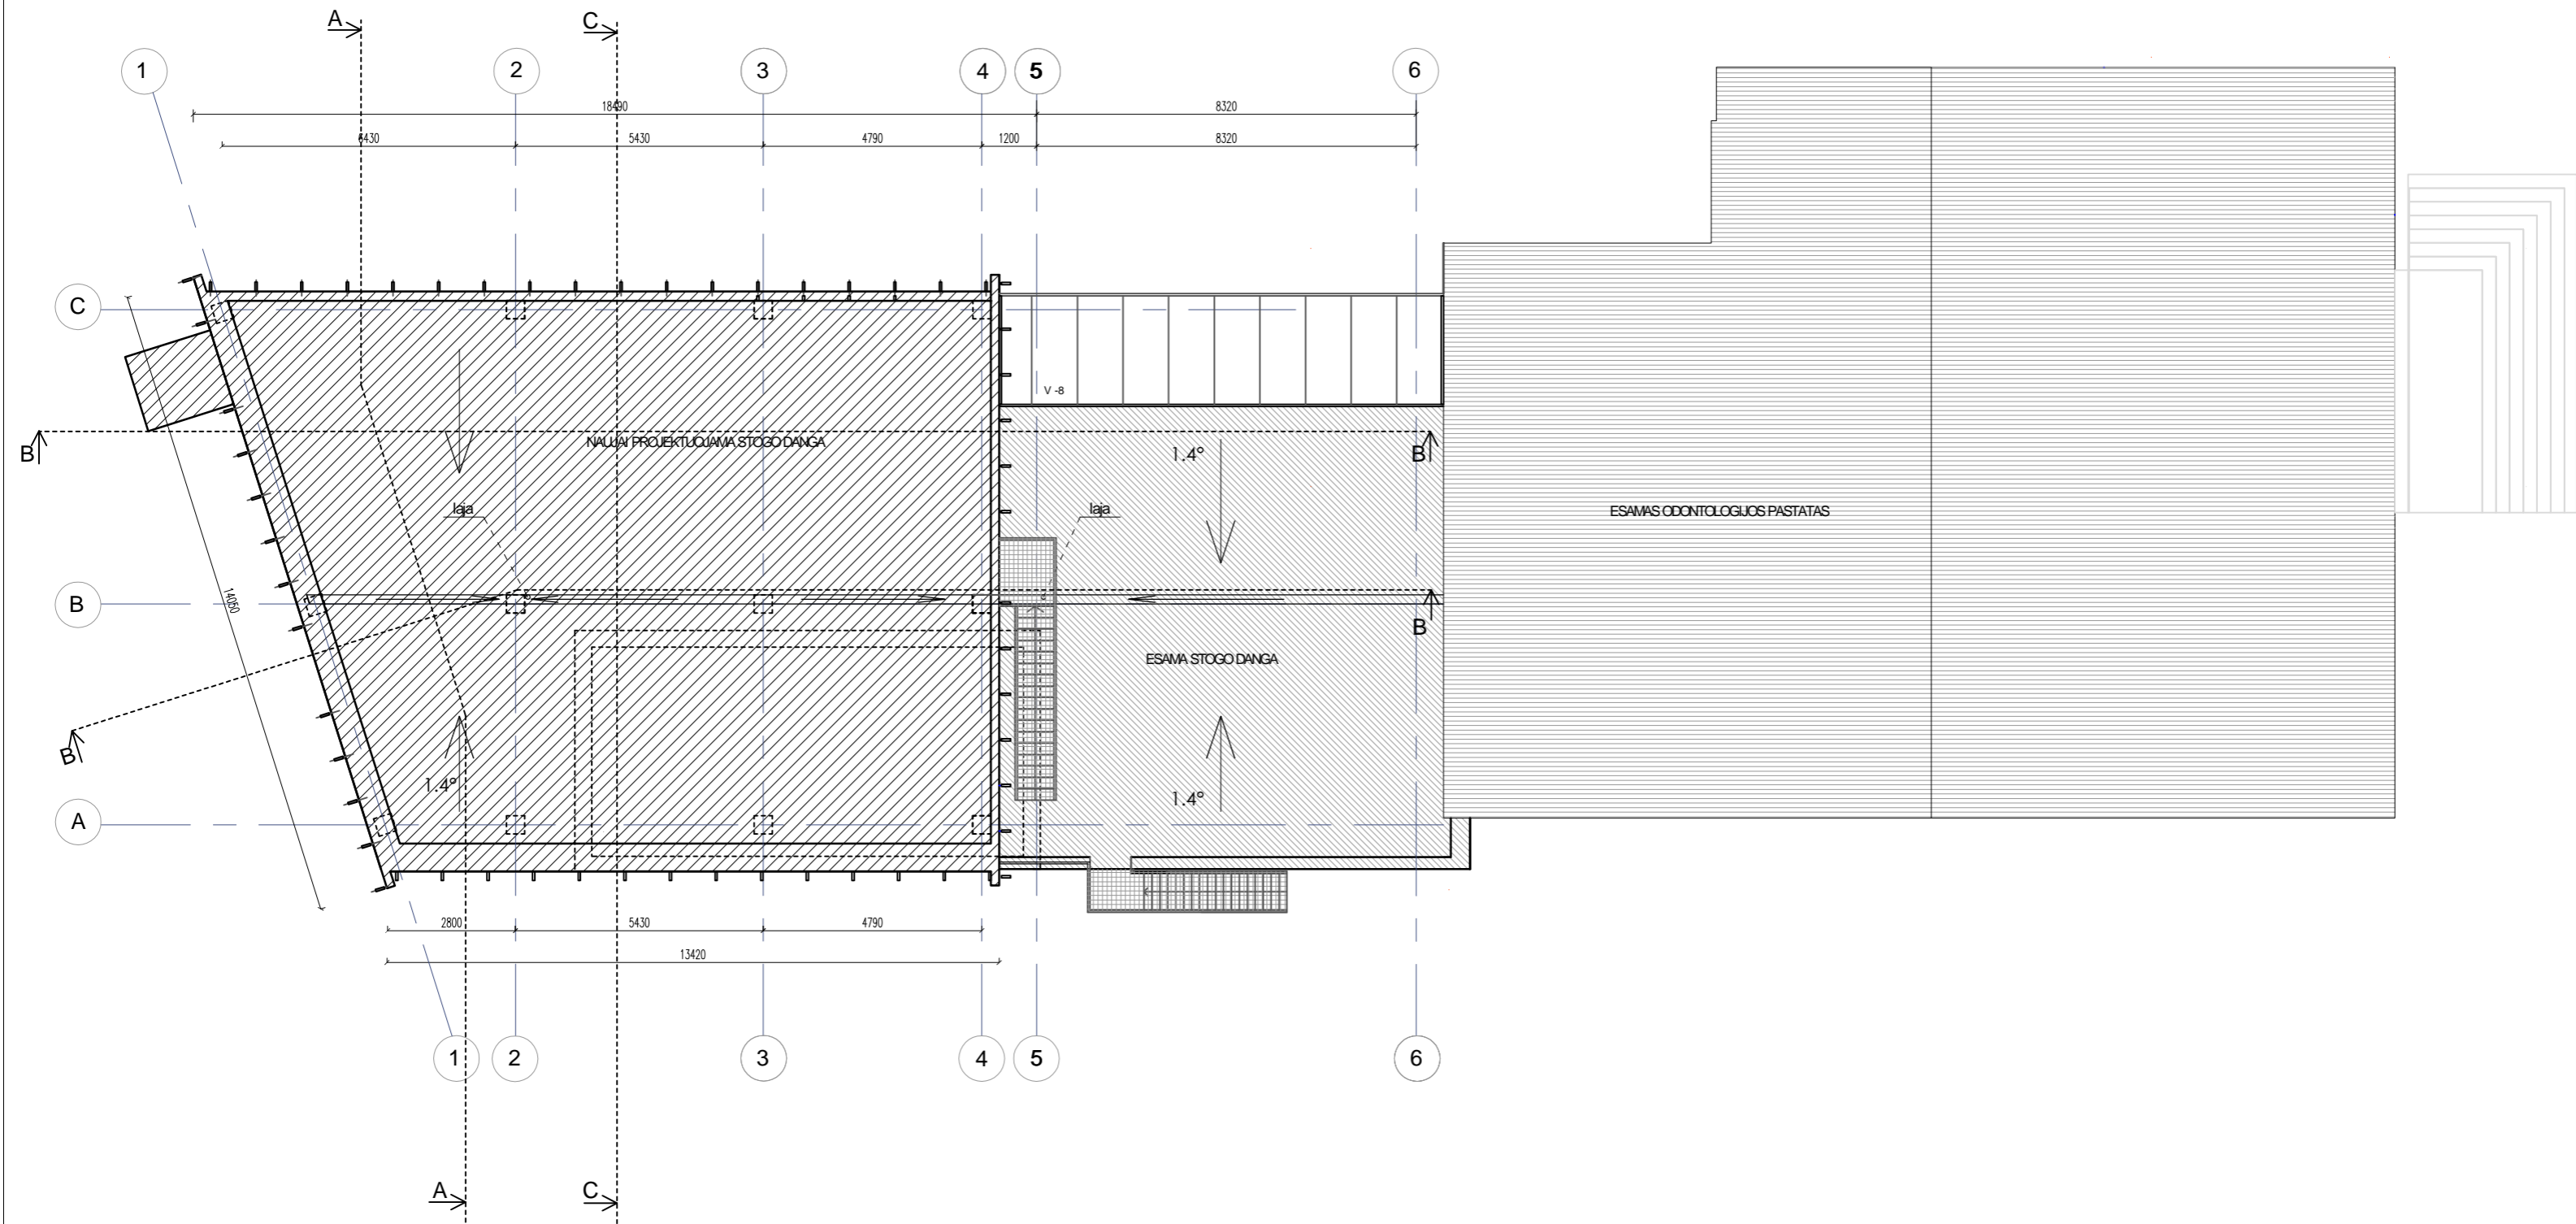 A
C
1
2
3
4
5
6
18490
8320
6430
5430
4790
1200
8320
C
V -8
B
NAUJAI PROJEKTUOJAMA STOGO DANGA
1.4°
B
laja
laja
ESAMAS ODONTOLOGIJOS PASTATAS
14050
B
B
ESAMA STOGO DANGA
B
1.4°
1.4°
A
2800
5430
4790
13420
1
2
3
4
5
6
A
C